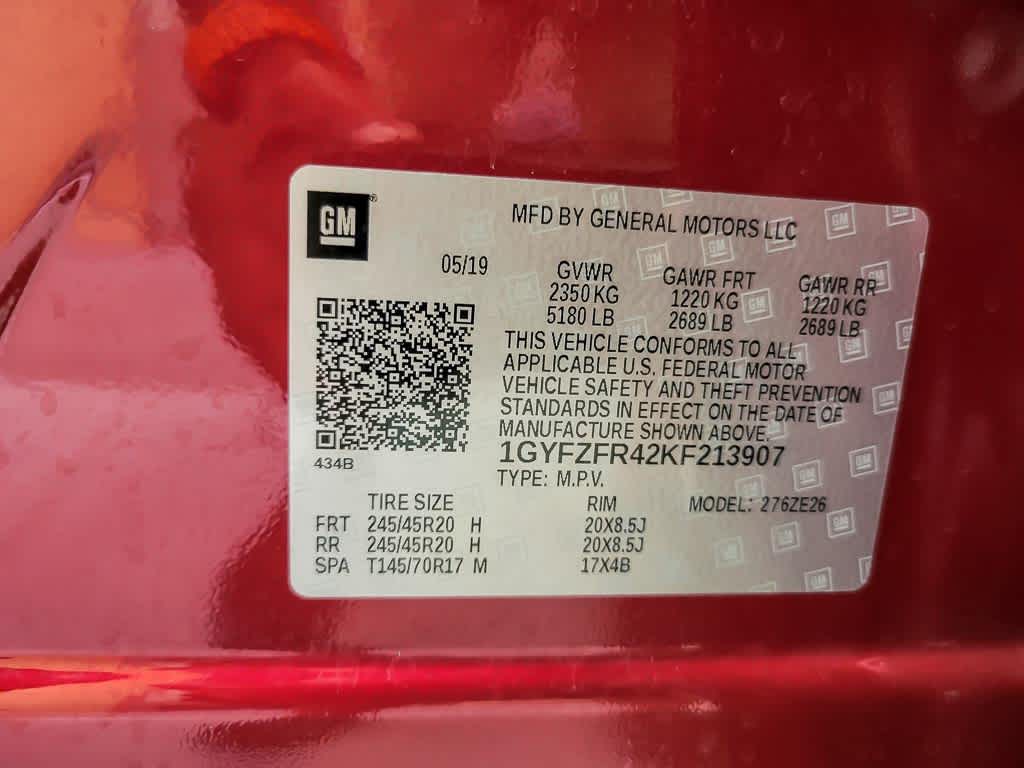 GM
MFD BY GENERAL MOTORS LLC
05/19
GVWR GAWR FRT GAWR RR
2350 KG 1220 KG 1220 KG
5180 LB 2689 LB 2689 LB
THIS VEHICLE CONFORMS TO ALL
APPLICABLE U.S. FEDERAL MOTOR
VEHICLE SAFETY AND THEFT PREVENTION
STANDARDS IN EFFECT ON THE DATE OF
MANUFACTURE SHOWN ABOVE.
1GYFZFR42KF213907
434B
TYPE: M.P.V.
TIRE SIZE RIM MODEL: 276ZE26
FRT 245/45R20 H 20X8.5J
RR 245/45R20 H 20X8.5J
SPA T145/70R17 M 17X4B